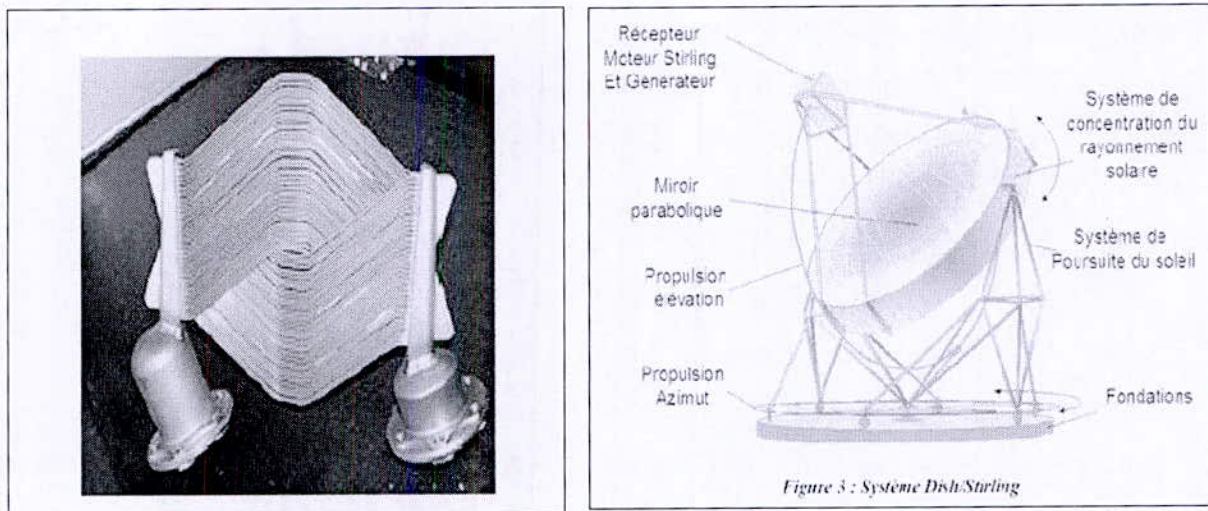 Récepteur
Moteur Stirling
Et Génerateur
Système de
concentration du
rayonnement
solaire
Miroir
parabolique
Système de
Poursuite du soleil
Propulsion
élévation
Propulsion
Azimut
Fondations
Figure 3 : Système Dish/Stirling